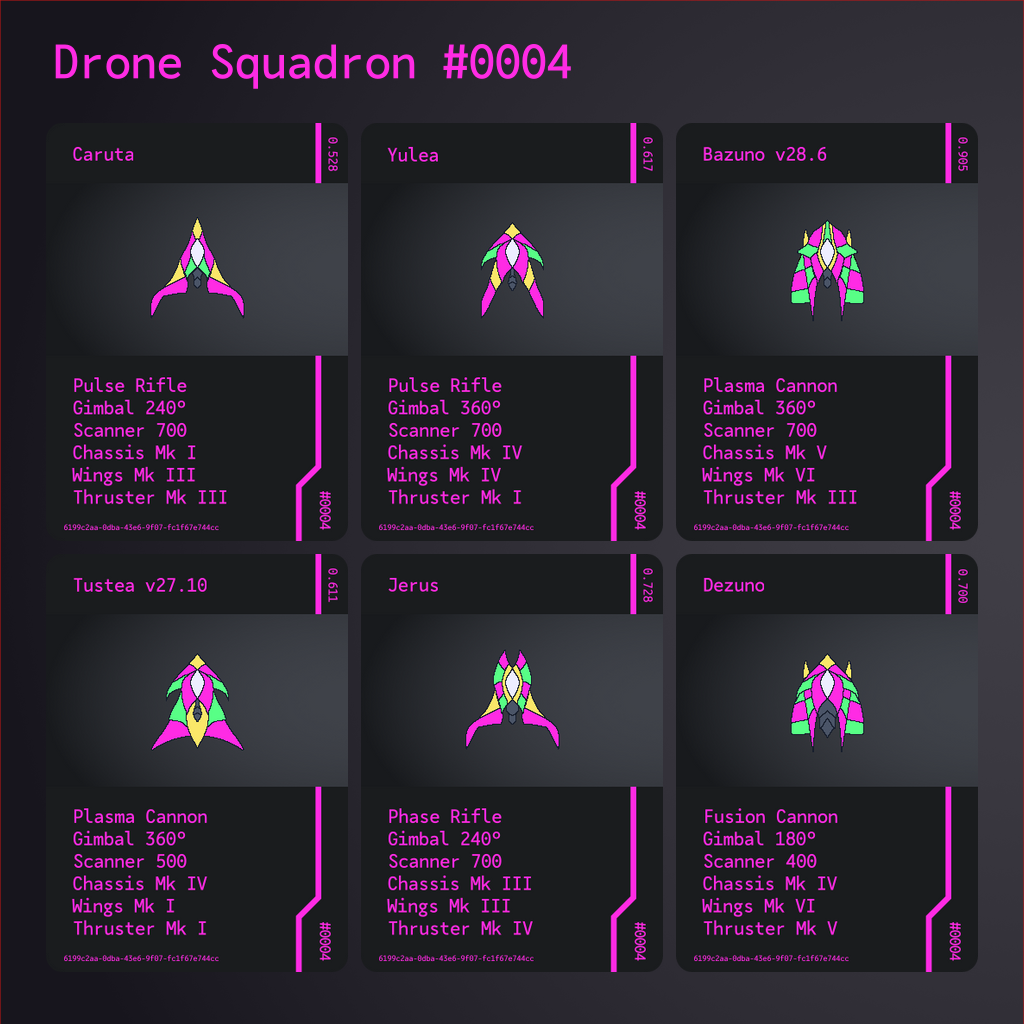 Drone Squadron #0004
Caruta
0.528
Pulse Rifle
Gimbal 240º
Scanner 700
Chassis Mk I
Wings Mk III
Thruster Mk III
#0004
6199c2aa-0dba-43e6-9f07-fc1f67e744cc
Yulea
0.617
Pulse Rifle
Gimbal 360º
Scanner 700
Chassis Mk IV
Wings Mk IV
Thruster Mk I
#0004
6199c2aa-0dba-43e6-9f07-fc1f67e744cc
Bazuno v28.6
0.905
Plasma Cannon
Gimbal 360º
Scanner 700
Chassis Mk V
Wings Mk VI
Thruster Mk III
#0004
6199c2aa-0dba-43e6-9f07-fc1f67e744cc
Tustea v27.10
0.611
Plasma Cannon
Gimbal 360º
Scanner 500
Chassis Mk IV
Wings Mk I
Thruster Mk I
#0004
6199c2aa-0dba-43e6-9f07-fc1f67e744cc
Jerus
0.728
Phase Rifle
Gimbal 240º
Scanner 700
Chassis Mk III
Wings Mk III
Thruster Mk IV
#0004
6199c2aa-0dba-43e6-9f07-fc1f67e744cc
Dezuno
0.700
Fusion Cannon
Gimbal 180º
Scanner 400
Chassis Mk IV
Wings Mk VI
Thruster Mk V
#0004
6199c2aa-0dba-43e6-9f07-fc1f67e744cc